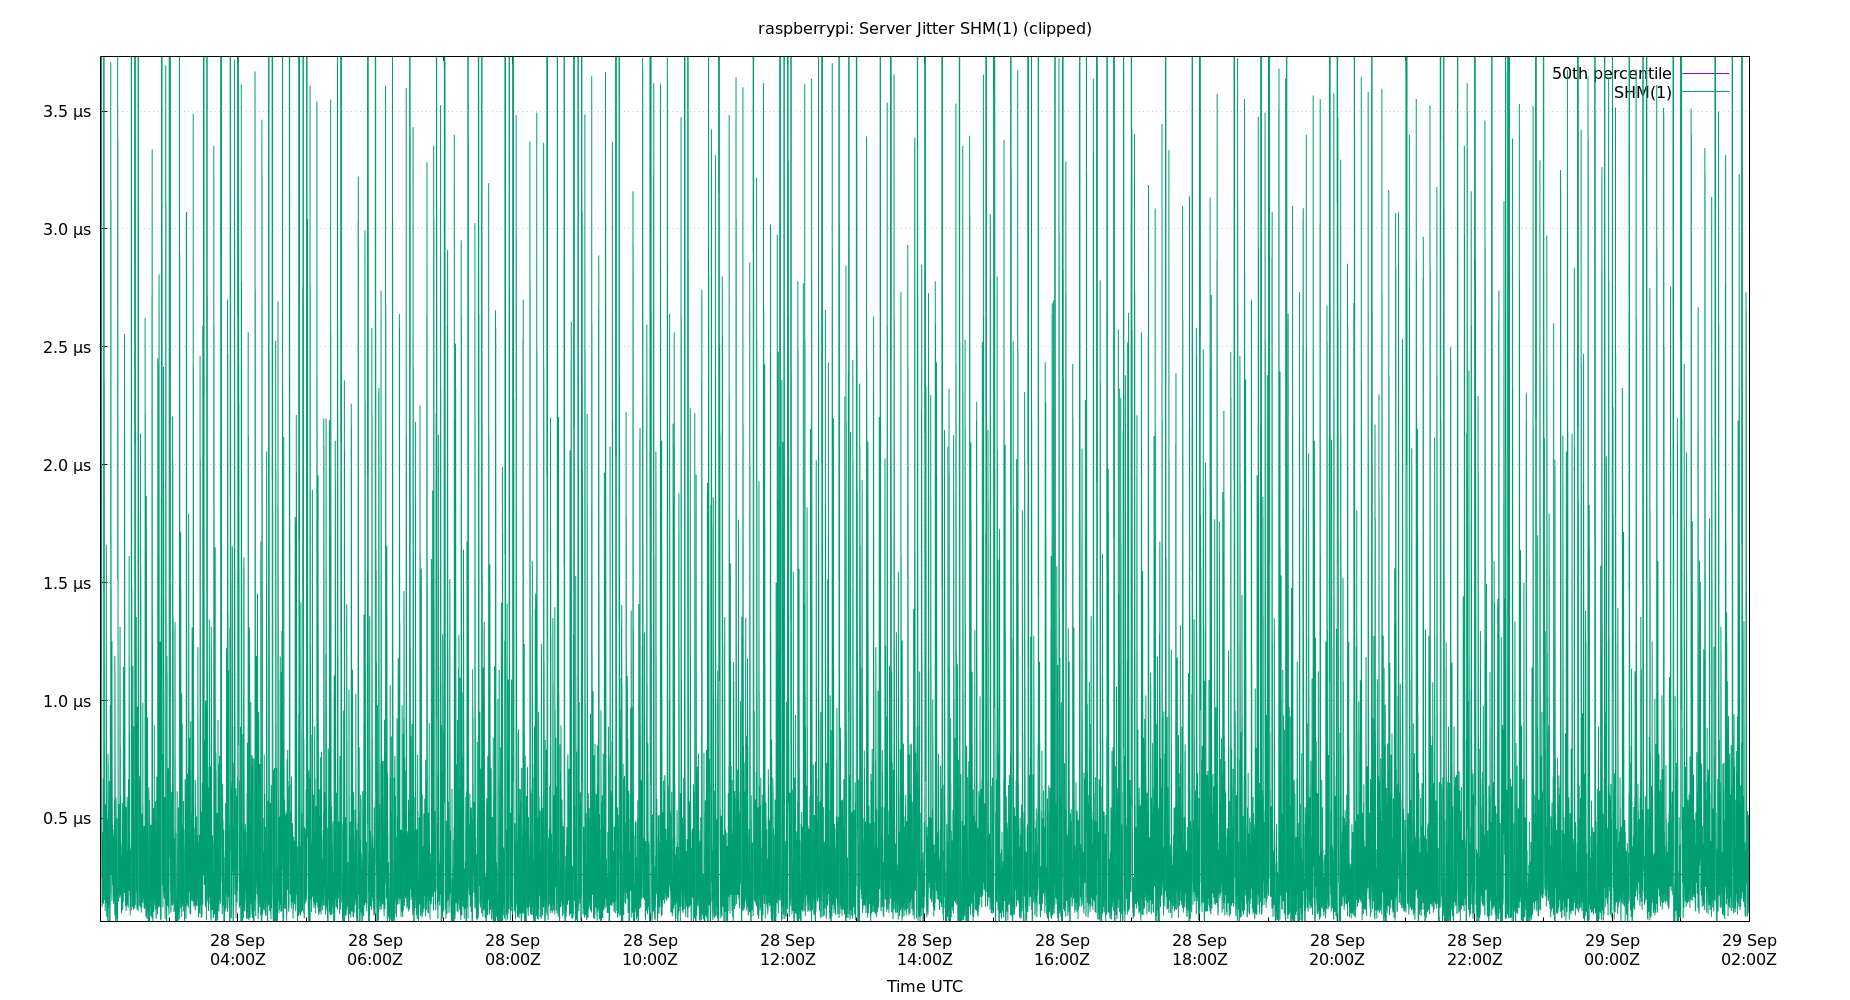 raspberrypi: Server Jitter SHM(1) (clipped)
50th percentile
SHM(1)
3.5 µs
3.0 µs
2.5 µs
2.0 µs
1.5 µs
1.0 µs
0.5 µs
28 Sep 28 Sep 28 Sep 28 Sep 28 Sep 28 Sep 28 Sep 28 Sep 28 Sep 28 Sep 29 Sep 29 Sep
04:00Z 06:00Z 08:00Z 10:00Z 12:00Z 14:00Z 16:00Z 18:00Z 20:00Z 22:00Z 00:00Z 02:00Z
Time UTC